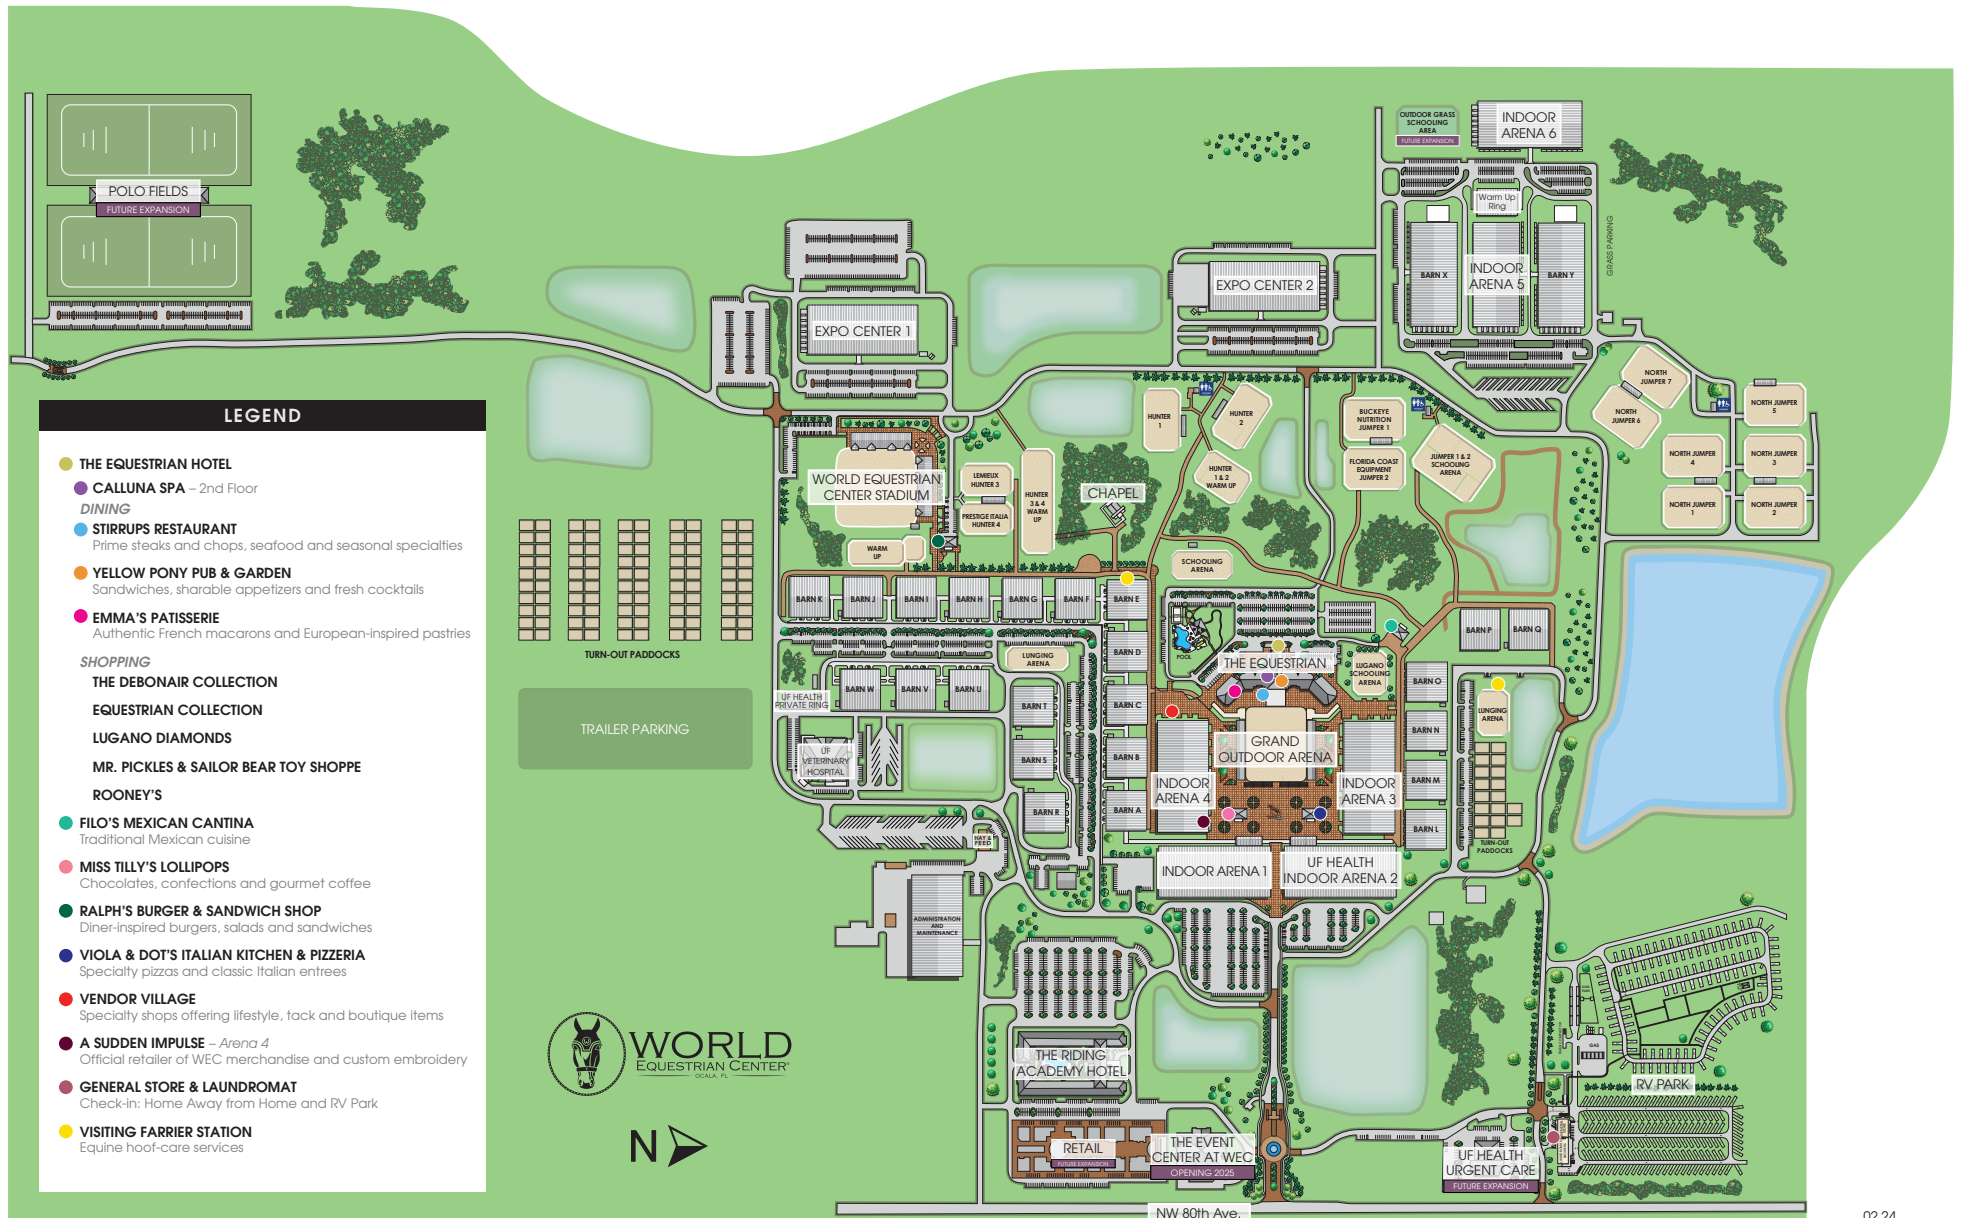 OUTDOOR GRASS
SCHOOLING
AREA
FUTURE EXPANSION
INDOOR
ARENA 6
POLO FIELDS
FUTURE EXPANSION
Warm Up
Ring
GRASS PARKING
BARN X
INDOOR
ARENA 5
BARN Y
EXPO CENTER 2
EXPO CENTER 1
NORTH
JUMPER 7
NORTH
JUMPER 6
NORTH JUMPER
5
NORTH JUMPER
4
NORTH JUMPER
3
NORTH JUMPER
1
NORTH JUMPER
2
HUNTER
1
HUNTER
2
HUNTER
1 & 2
WARM UP
BUCKEYE
NUTRITION
JUMPER 1
FLORIDA COAST
EQUIPMENT
JUMPER 2
JUMPER 1 & 2
SCHOOLING
ARENA
WORLD EQUESTRIAN
CENTER STADIUM
LEMIEUX
HUNTER 3
PRESTIGE ITALIA
HUNTER 4
HUNTER
3 & 4
WARM
UP
CHAPEL
WARM
UP
SCHOOLING
ARENA
BARN K
BARN J
BARN I
BARN H
BARN G
BARN F
BARN E
BARN P
BARN Q
TURN-OUT PADDOCKS
LUNGING
ARENA
BARN D
POOL
THE EQUESTRIAN
LUGANO
SCHOOLING
ARENA
BARN O
UF HEALTH
PRIVATE RING
BARN W
BARN V
BARN U
BARN T
BARN C
LUNGING
ARENA
TRAILER PARKING
UF
VETERINARY
HOSPITAL
BARN S
BARN B
GRAND
OUTDOOR ARENA
BARN N
BARN M
INDOOR
ARENA 4
INDOOR
ARENA 3
BARN R
BARN A
BARN L
TURN-OUT
PADDOCKS
HAY &
FEED
INDOOR ARENA 1
UF HEALTH
INDOOR ARENA 2
ADMINISTRATION
AND
MAINTENANCE
THE RIDING
ACADEMY HOTEL
GAS
RV PARK
RETAIL
FUTURE EXPANSION
THE EVENT
CENTER AT WEC
OPENING 2025
UF HEALTH
URGENT CARE
FUTURE EXPANSION
NW 80th Ave.
02.24
LEGEND
THE EQUESTRIAN HOTEL
CALLUNA SPA – 2nd Floor
DINING
STIRRUPS RESTAURANT
Prime steaks and chops, seafood and seasonal specialties
YELLOW PONY PUB & GARDEN
Sandwiches, sharable appetizers and fresh cocktails
EMMA'S PATISSERIE
Authentic French macarons and European-inspired pastries
SHOPPING
THE DEBONAIR COLLECTION
EQUESTRIAN COLLECTION
LUGANO DIAMONDS
MR. PICKLES & SAILOR BEAR TOY SHOPPE
ROONEY'S
FILO'S MEXICAN CANTINA
Traditional Mexican cuisine
MISS TILLY'S LOLLIPOPS
Chocolates, confections and gourmet coffee
RALPH'S BURGER & SANDWICH SHOP
Diner-inspired burgers, salads and sandwiches
VIOLA & DOT'S ITALIAN KITCHEN & PIZZERIA
Specialty pizzas and classic Italian entrees
VENDOR VILLAGE
Specialty shops offering lifestyle, tack and boutique items
A SUDDEN IMPULSE – Arena 4
Official retailer of WEC merchandise and custom embroidery
GENERAL STORE & LAUNDROMAT
Check-in: Home Away from Home and RV Park
VISITING FARRIER STATION
Equine hoof-care services
WORLD
EQUESTRIAN CENTER®
OCALA, FL
N